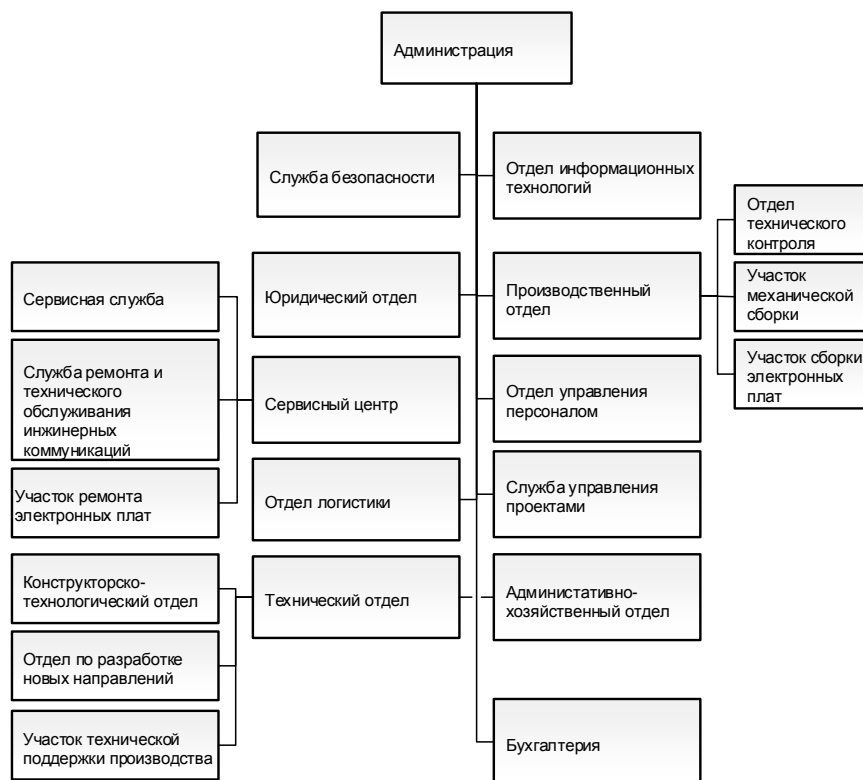 Администрация
Служба безопасности
Отдел информационных
технологий
Отдел
технического
контроля
Сервисная служба
Юридический отдел
Производственный
отдел
Участок
механической
сборки
Служба ремонта и
технического
обслуживания
инжинерных
коммуникаций
Сервисный центр
Отдел управления
персоналом
Участок сборки
электронных
плат
Участок ремонта
электронных плат
Отдел логистики
Служба управления
проектами
Конструкторско-
технологический отдел
Технический отдел
Администативно-
хозяйственный отдел
Отдел по разработке
новых направлений
Участок технической
поддержки производства
Бухгалтерия